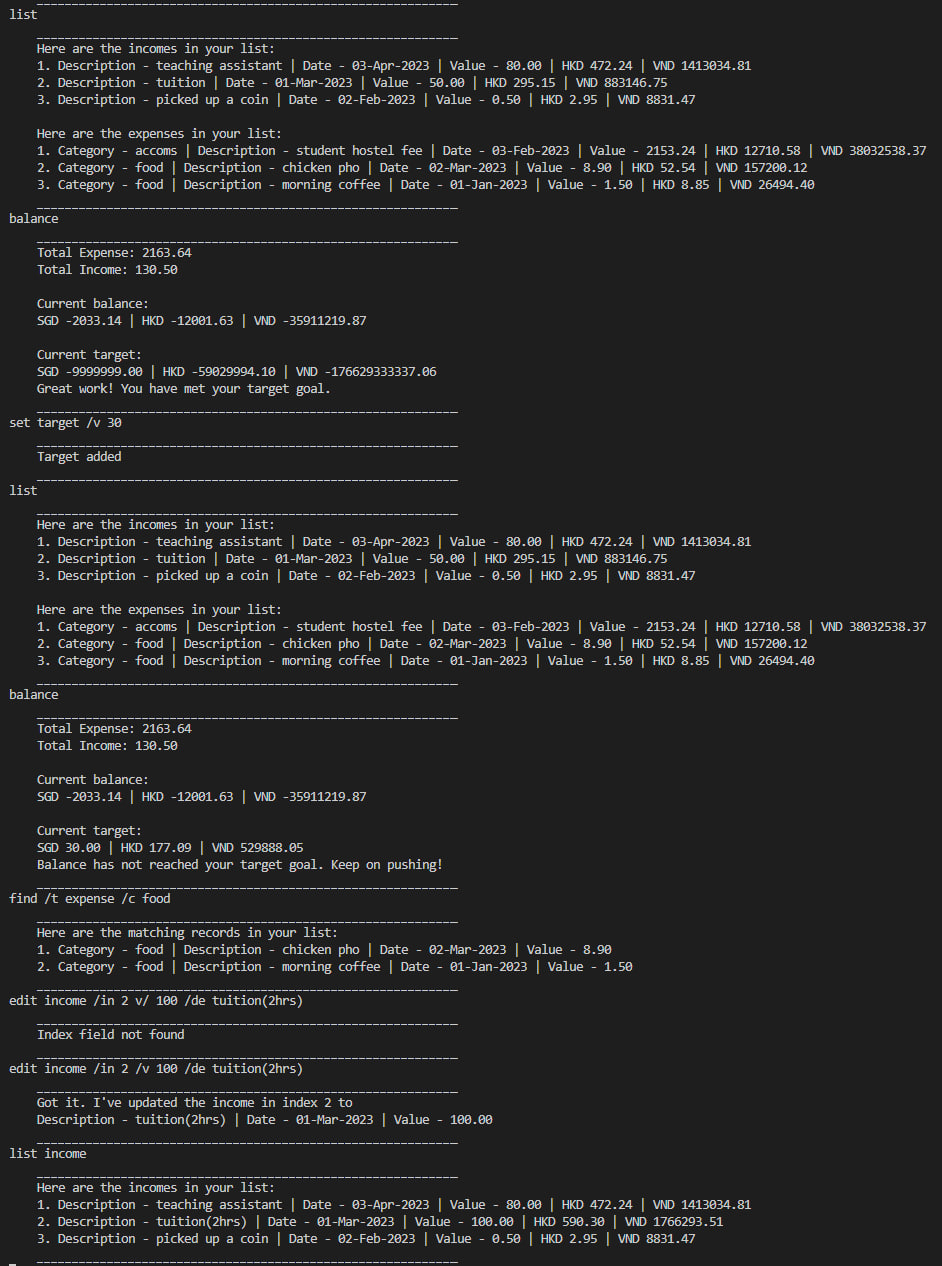 ____________________________________________________________
list
____________________________________________________________
Here are the incomes in your list:
1. Description - teaching assistant | Date - 03-Apr-2023 | Value - 80.00 | HKD 472.24 | VND 1413034.81
2. Description - tuition | Date - 01-Mar-2023 | Value - 50.00 | HKD 295.15 | VND 883146.75
3. Description - picked up a coin | Date - 02-Feb-2023 | Value - 0.50 | HKD 2.95 | VND 8831.47
Here are the expenses in your list:
1. Category - accoms | Description - student hostel fee | Date - 03-Feb-2023 | Value - 2153.24 | HKD 12710.58 | VND 38032538.37
2. Category - food | Description - chicken pho | Date - 02-Mar-2023 | Value - 8.90 | HKD 52.54 | VND 157200.12
3. Category - food | Description - morning coffee | Date - 01-Jan-2023 | Value - 1.50 | HKD 8.85 | VND 26494.40
____________________________________________________________
balance
____________________________________________________________
Total Expense: 2163.64
Total Income: 130.50
Current balance:
SGD -2033.14 | HKD -12001.63 | VND -35911219.87
Current target:
SGD -9999999.00 | HKD -59029994.10 | VND -176629333337.06
Great work! You have met your target goal.
____________________________________________________________
set target /v 30
____________________________________________________________
Target added
____________________________________________________________
list
____________________________________________________________
Here are the incomes in your list:
1. Description - teaching assistant | Date - 03-Apr-2023 | Value - 80.00 | HKD 472.24 | VND 1413034.81
2. Description - tuition | Date - 01-Mar-2023 | Value - 50.00 | HKD 295.15 | VND 883146.75
3. Description - picked up a coin | Date - 02-Feb-2023 | Value - 0.50 | HKD 2.95 | VND 8831.47
Here are the expenses in your list:
1. Category - accoms | Description - student hostel fee | Date - 03-Feb-2023 | Value - 2153.24 | HKD 12710.58 | VND 38032538.37
2. Category - food | Description - chicken pho | Date - 02-Mar-2023 | Value - 8.90 | HKD 52.54 | VND 157200.12
3. Category - food | Description - morning coffee | Date - 01-Jan-2023 | Value - 1.50 | HKD 8.85 | VND 26494.40
____________________________________________________________
balance
____________________________________________________________
Total Expense: 2163.64
Total Income: 130.50
Current balance:
SGD -2033.14 | HKD -12001.63 | VND -35911219.87
Current target:
SGD 30.00 | HKD 177.09 | VND 529888.05
Balance has not reached your target goal. Keep on pushing!
____________________________________________________________
find /t expense /c food
____________________________________________________________
Here are the matching records in your list:
1. Category - food | Description - chicken pho | Date - 02-Mar-2023 | Value - 8.90
2. Category - food | Description - morning coffee | Date - 01-Jan-2023 | Value - 1.50
____________________________________________________________
edit income /in 2 v/ 100 /de tuition(2hrs)
____________________________________________________________
Index field not found
____________________________________________________________
edit income /in 2 /v 100 /de tuition(2hrs)
____________________________________________________________
Got it. I've updated the income in index 2 to
Description - tuition(2hrs) | Date - 01-Mar-2023 | Value - 100.00
____________________________________________________________
list income
____________________________________________________________
Here are the incomes in your list:
1. Description - teaching assistant | Date - 03-Apr-2023 | Value - 80.00 | HKD 472.24 | VND 1413034.81
2. Description - tuition(2hrs) | Date - 01-Mar-2023 | Value - 100.00 | HKD 590.30 | VND 1766293.51
3. Description - picked up a coin | Date - 02-Feb-2023 | Value - 0.50 | HKD 2.95 | VND 8831.47
____________________________________________________________